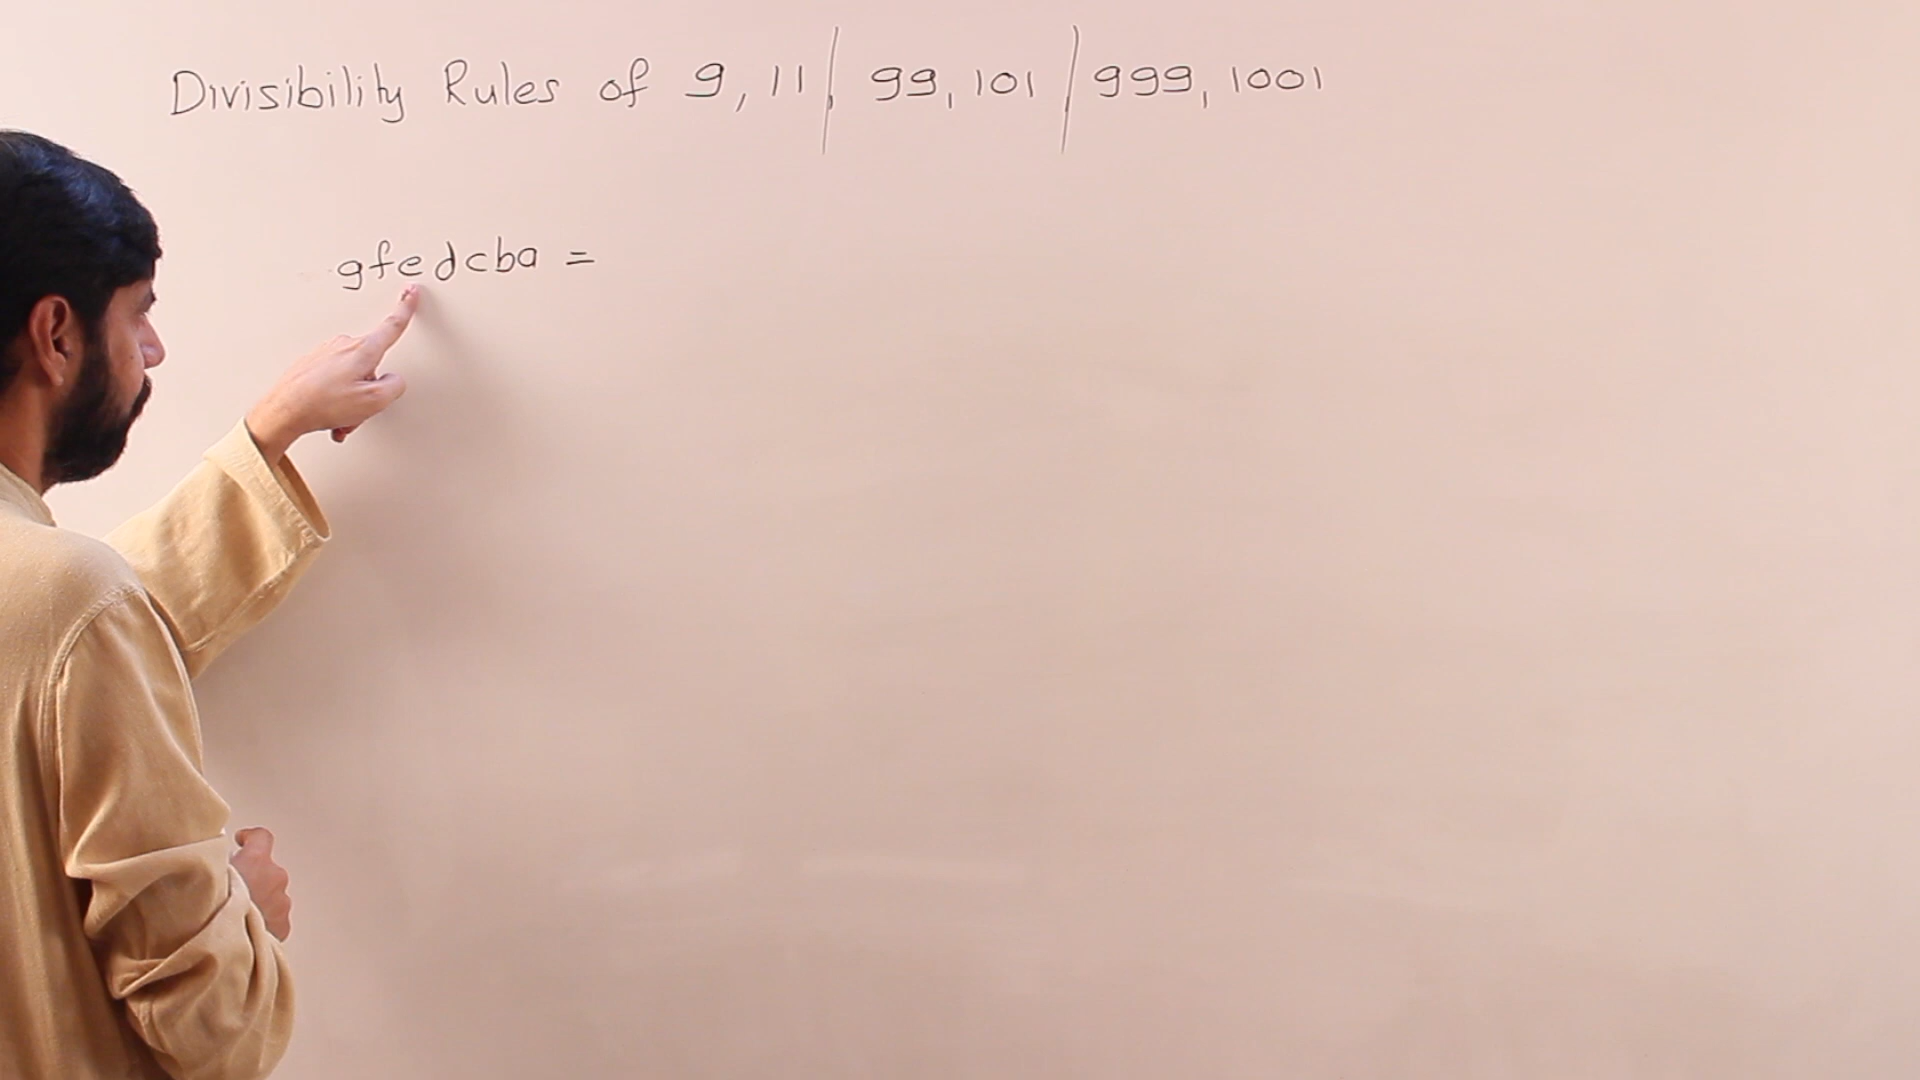 Divisibility Rules of 9, 11 | 99, 101 | 999, 1001
gfedcba =